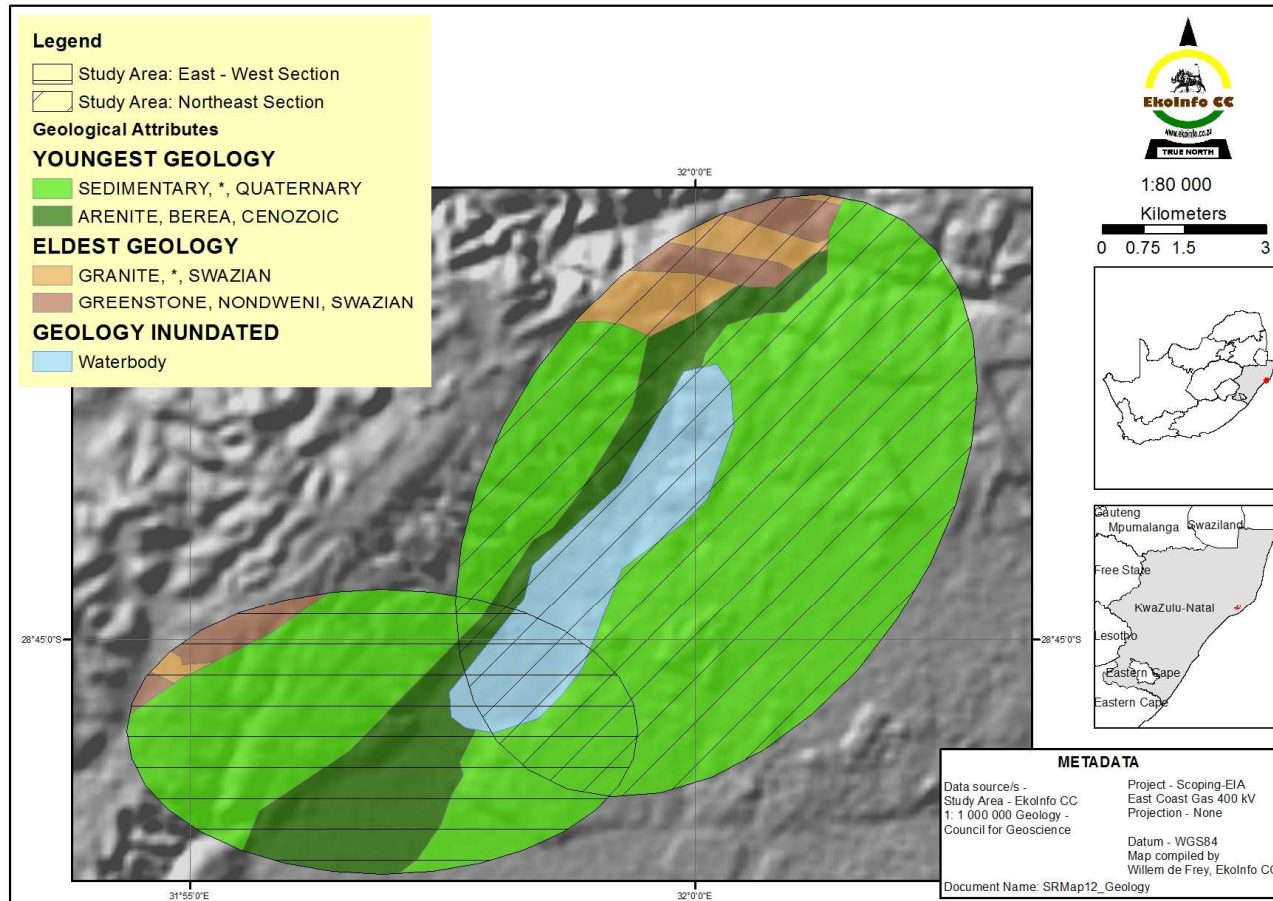 Legend
Study Area: East - West Section
Study Area: Northeast Section
Geological Attributes
YOUNGEST GEOLOGY
SEDIMENTARY, *, QUATERNARY
ARENITE, BEREA, CENOZOIC
ELDEST GEOLOGY
GRANITE, *, SWAZIAN
GREENSTONE, NONDWENI, SWAZIAN
GEOLOGY INUNDATED
Waterbody
32°0'0"E
28°45'0"S
28°45'0"S
31°55'0"E
32°0'0"E
EkoInfo CC
www.ekoinfo.co.za
TRUE NORTH
1:80 000
Kilometers
0 0.75 1.5 3
Gauteng
Mpumalanga
Swaziland
Free State
KwaZulu-Natal
Lesotho
Eastern Cape
Eastern Cape
METADATA
Data source/s -
Study Area - EkoInfo CC
1: 1 000 000 Geology -
Council for Geoscience
Project - Scoping-EIA
East Coast Gas 400 kV
Projection - None
Datum - WGS84
Map compiled by
Willem de Frey, EkoInfo CC
Document Name: SRMap12_Geology